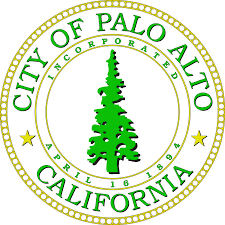 CITY OF PALO ALTO
INCORPORATED
APRIL 16 1894
CALIFORNIA